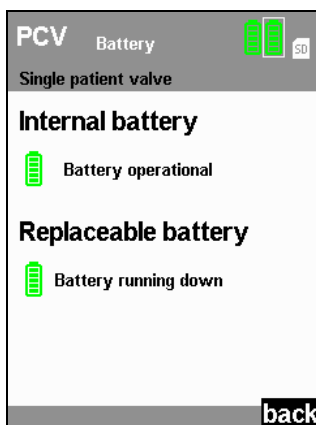 PCV Battery SD
Single patient valve
Internal battery
Battery operational
Replaceable battery
Battery running down
back